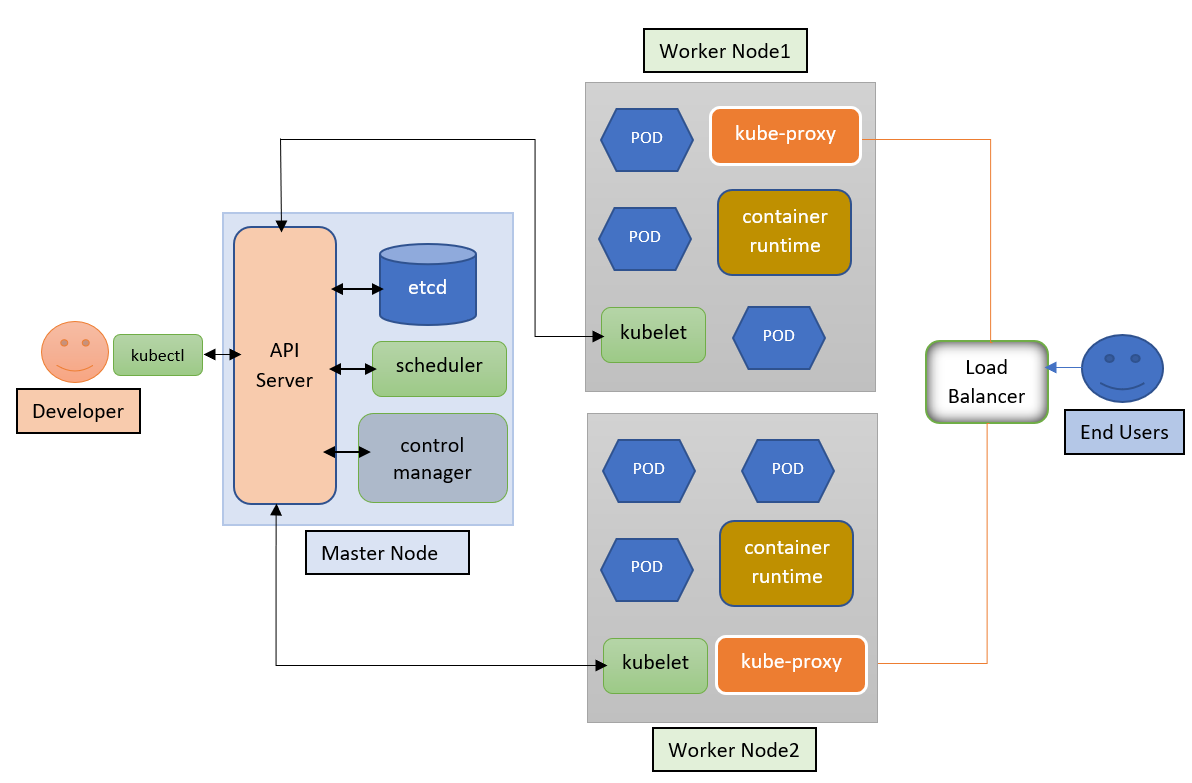 Worker Node1
POD
kube-proxy
POD
container
runtime
kubelet
POD
etcd
API
Server
scheduler
control
manager
Master Node
kubectl
Developer
Load
Balancer
End Users
POD
POD
POD
container
runtime
kubelet
kube-proxy
Worker Node2